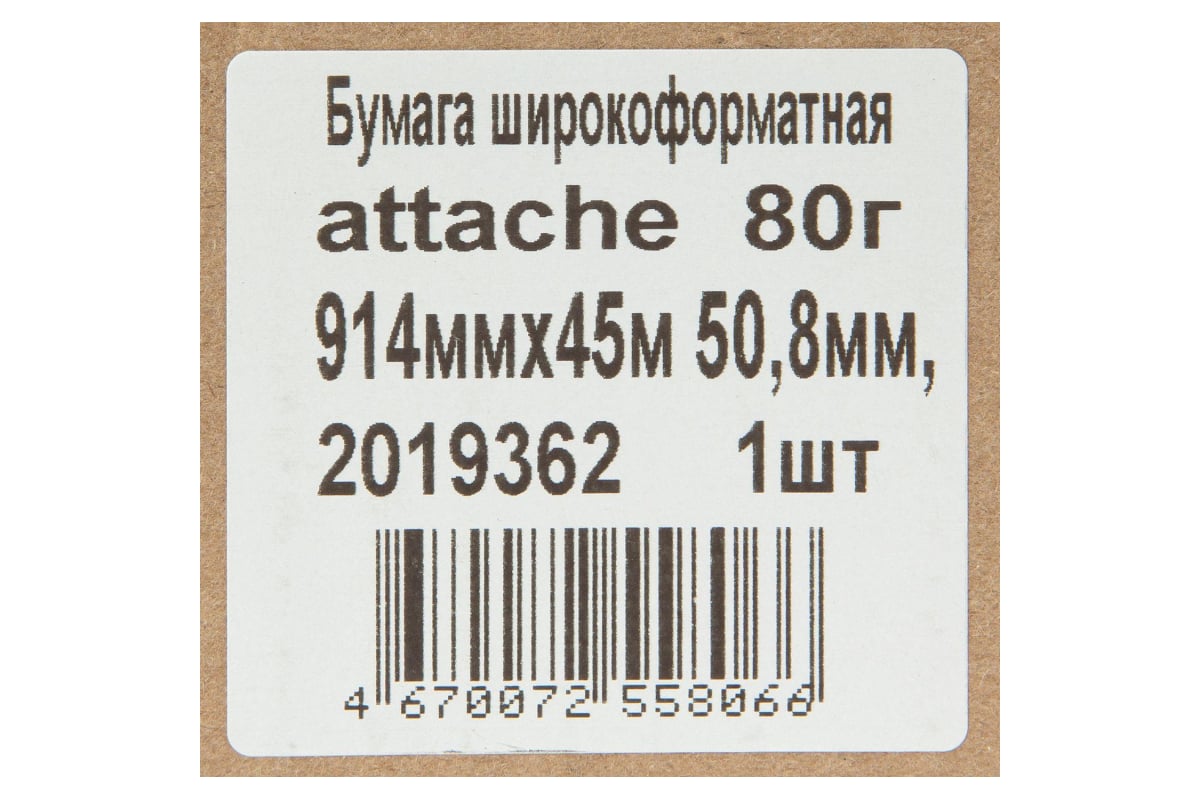 Бумага широкоформатная
attache 80г
914ммх45м 50,8мм,
2019362 1шт
4 670072 558066